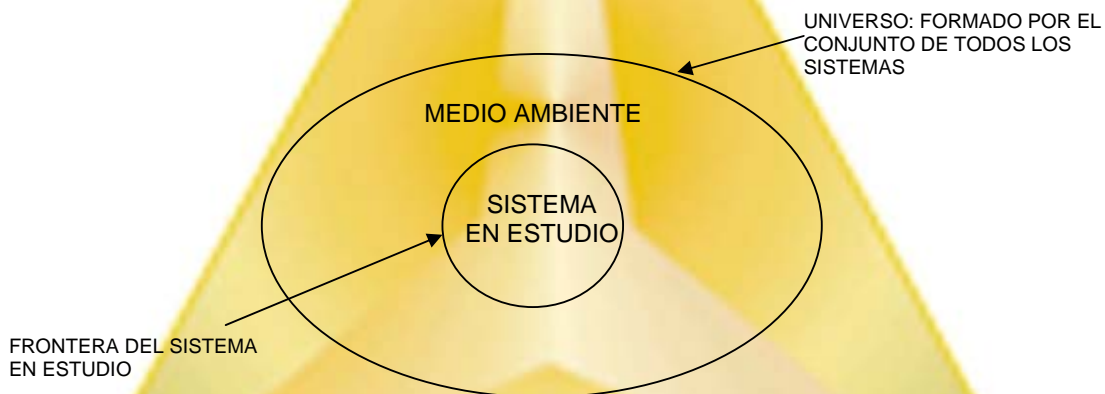 UNIVERSO: FORMADO POR EL
CONJUNTO DE TODOS LOS
SISTEMAS
MEDIO AMBIENTE
SISTEMA
EN ESTUDIO
FRONTERA DEL SISTEMA
EN ESTUDIO